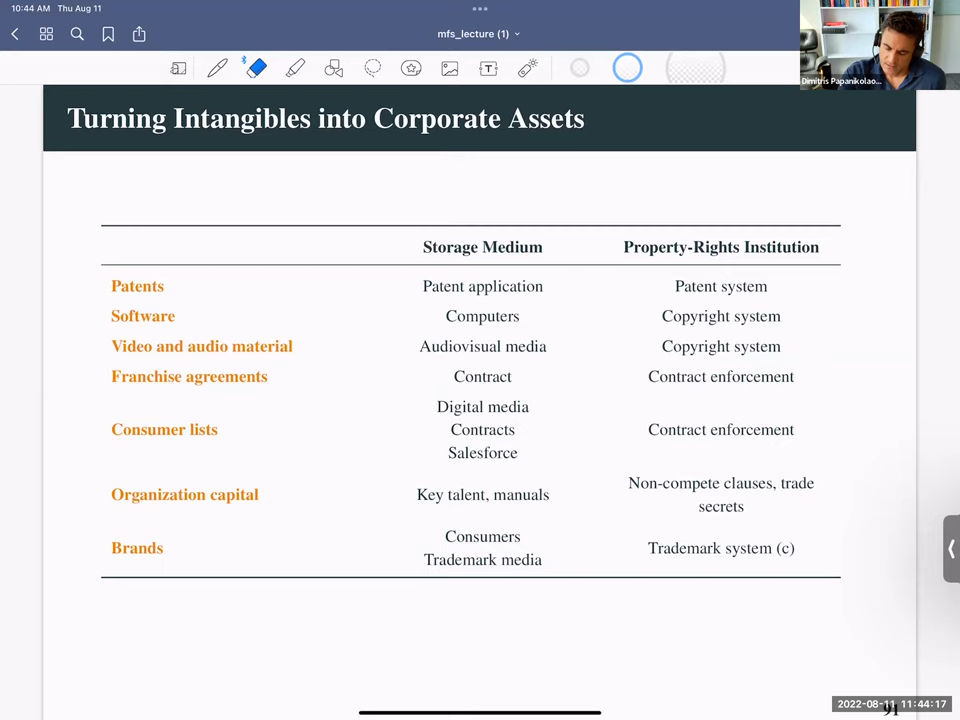 10:44 AM Thu Aug 11
mfs_lecture (1)
Dimitris Papanikolao...
Turning Intangibles into Corporate Assets
Storage Medium Property-Rights Institution
Patents Patent application Patent system
Software Computers Copyright system
Video and audio material Audiovisual media Copyright system
Franchise agreements Contract Contract enforcement
Digital media
Consumer lists Contracts Contract enforcement
Salesforce
Organization capital Key talent, manuals Non-compete clauses, trade
secrets
Consumers
Brands Trademark media Trademark system (c)
2022-08-11 11:44:17
91